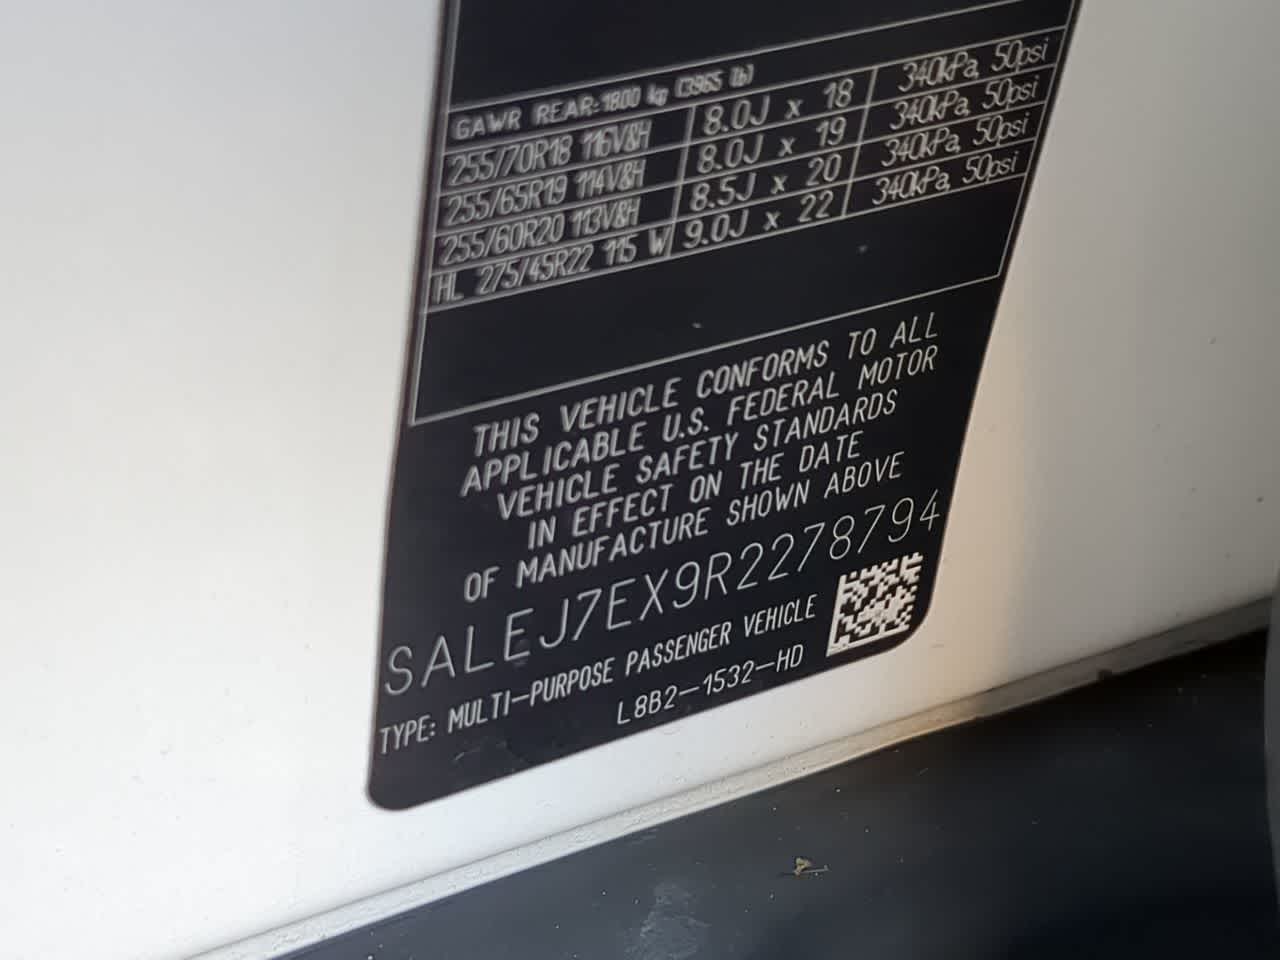 GAWR REAR:1800 kg (3965 lb)
255/70R18 116V&H 8.0J x 18 340kPa, 50psi
255/65R19 114V&H 8.0J x 19 340kPa, 50psi
255/60R20 113V&H 8.5J x 20 340kPa, 50psi
HL 275/45R22 115 W 9.0J x 22 340kPa, 50psi
THIS VEHICLE CONFORMS TO ALL
APPLICABLE U.S. FEDERAL MOTOR
VEHICLE SAFETY STANDARDS
IN EFFECT ON THE DATE
OF MANUFACTURE SHOWN ABOVE
SALEJ7EX9R2278794
TYPE: MULTI-PURPOSE PASSENGER VEHICLE
L8B2-1532-HD